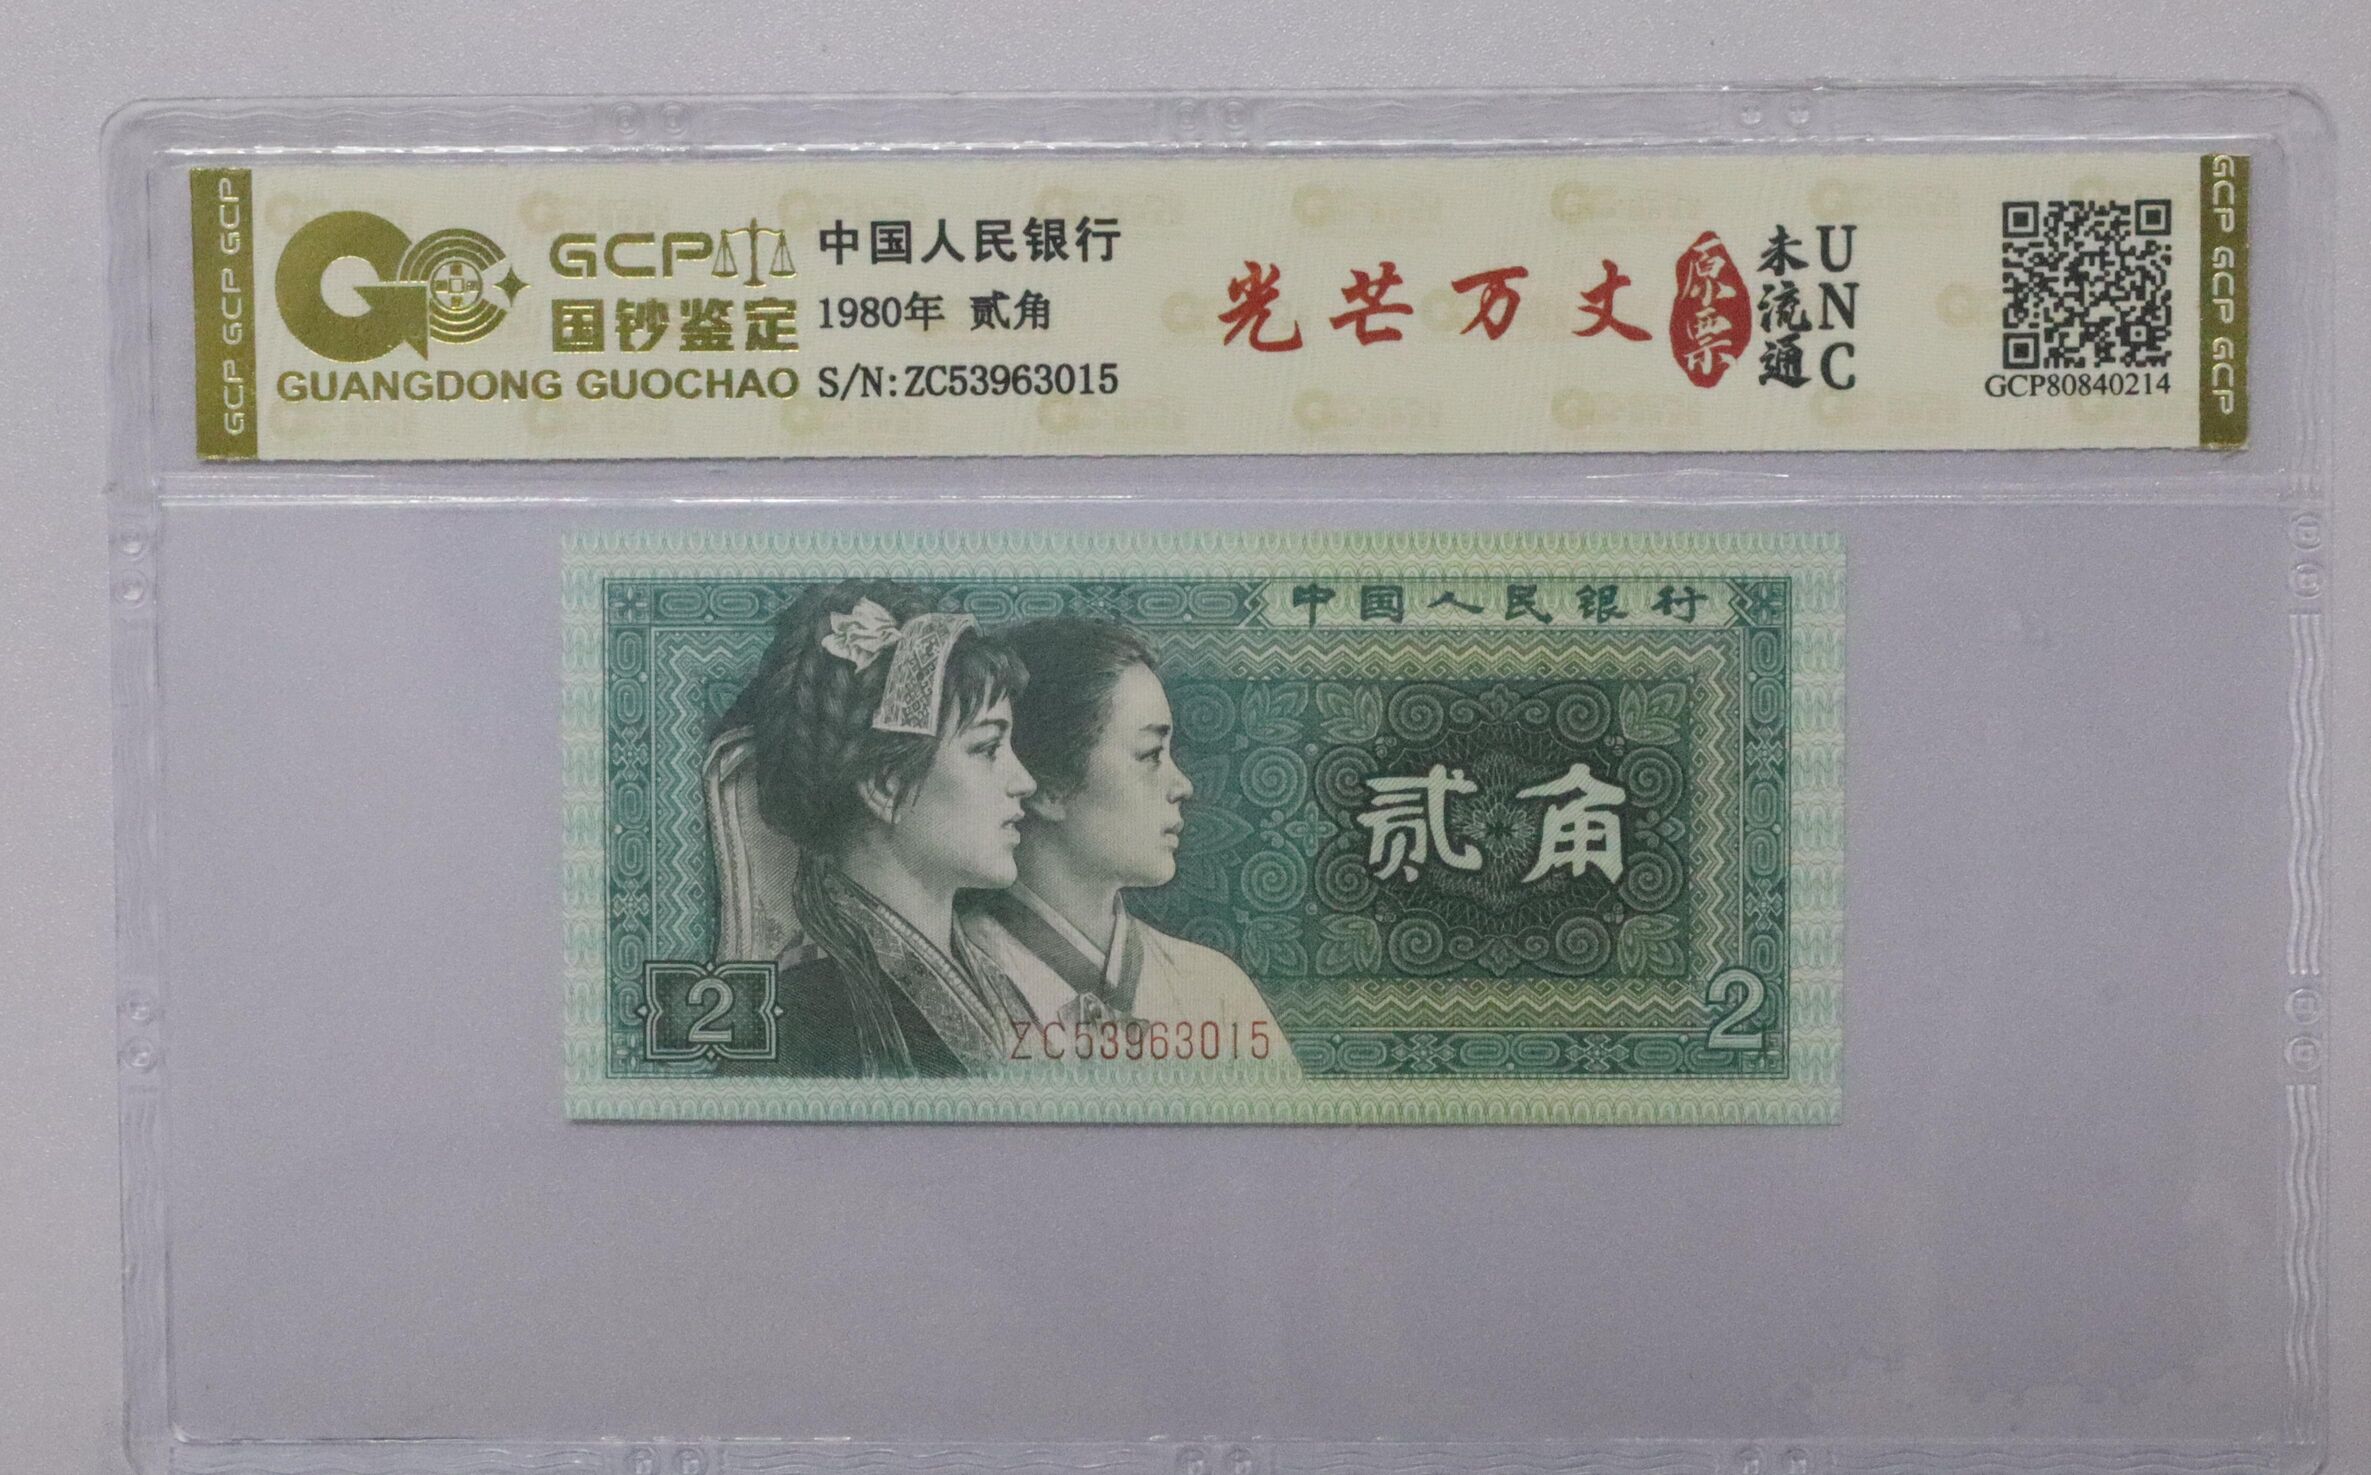 GCP GCP GCP
GCP
国钞鉴定
GUANGDONG GUOCHAO
中国人民银行
1980年 贰角
S/N:ZC53963015
光芒万丈
原票
未流通
UNC
GCP80840214
GCP GCP GCP
中国人民银行
贰角
2
ZC53963015
2